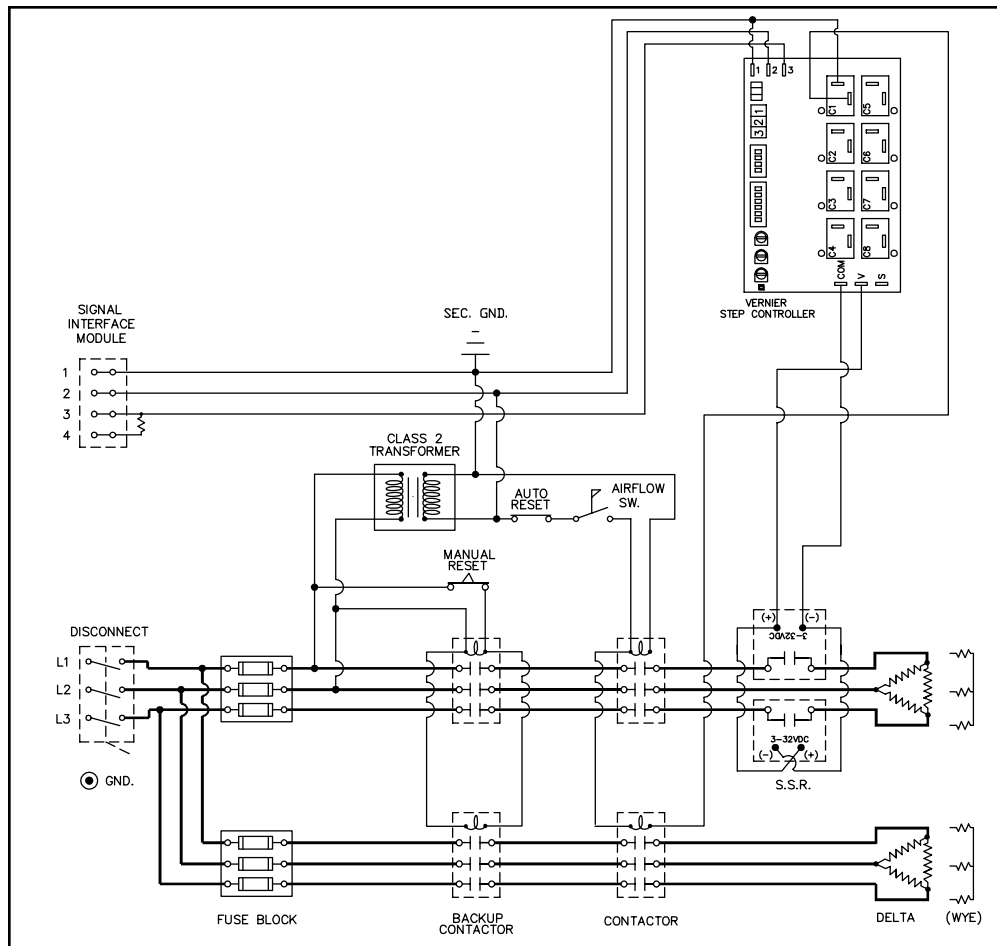 1 2 3
C1 C5
3 2 1
C2 C6
C3 C7
C4 C8
COM V S
VERNIER
STEP CONTROLLER
SIGNAL
INTERFACE
MODULE
SEC. GND.
1
2
3
4
CLASS 2
TRANSFORMER
AUTO
RESET
AIRFLOW
SW.
MANUAL
RESET
DISCONNECT
(+) (-)
3-32VDC
L1
L2
L3
3-32VDC
(-) (+)
GND.
S.S.R.
FUSE BLOCK
BACKUP
CONTACTOR
CONTACTOR
DELTA
(WYE)